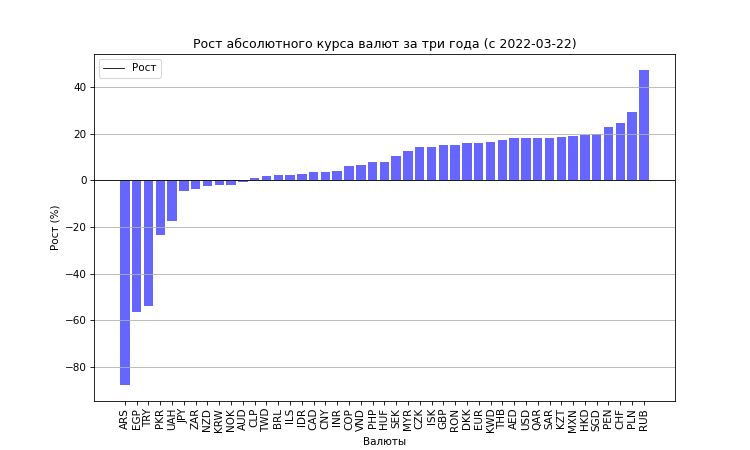 Рост абсолютного курса валют за три года (с 2022-03-22)
Рост
Рост (%)
40
20
0
−20
−40
−60
−80
ARS EGP TRY PKR UAH JPY ZAR NZD KRW NOK AUD CLP TWD BRL ILS IDR CAD CNY INR COP VND PHP HUF SEK MYR CZK ISK GBP RON DKK EUR KWD THB AED USD QAR SAR KZT MXN HKD SGD PEN CHF PLN RUB
Валюты